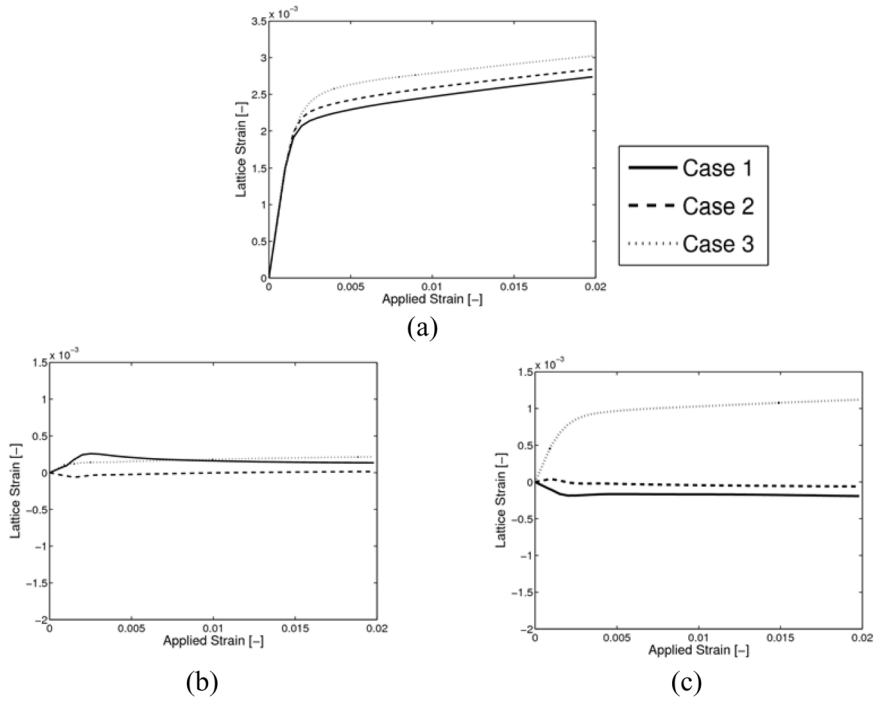 x 10⁻³
3.5
3
2.5
2
1.5
1
0.5
0
Lattice Strain [–]
0 0.005 0.01 0.015 0.02
Applied Strain [–]
(a)
Case 1
Case 2
Case 3
x 10⁻³
1.5
1
0.5
0
−0.5
−1
−1.5
−2
Lattice Strain [–]
0 0.005 0.01 0.015 0.02
Applied Strain [–]
(b)
x 10⁻³
1.5
1
0.5
0
−0.5
−1
−1.5
−2
Lattice Strain [–]
0 0.005 0.01 0.015 0.02
Applied Strain [–]
(c)